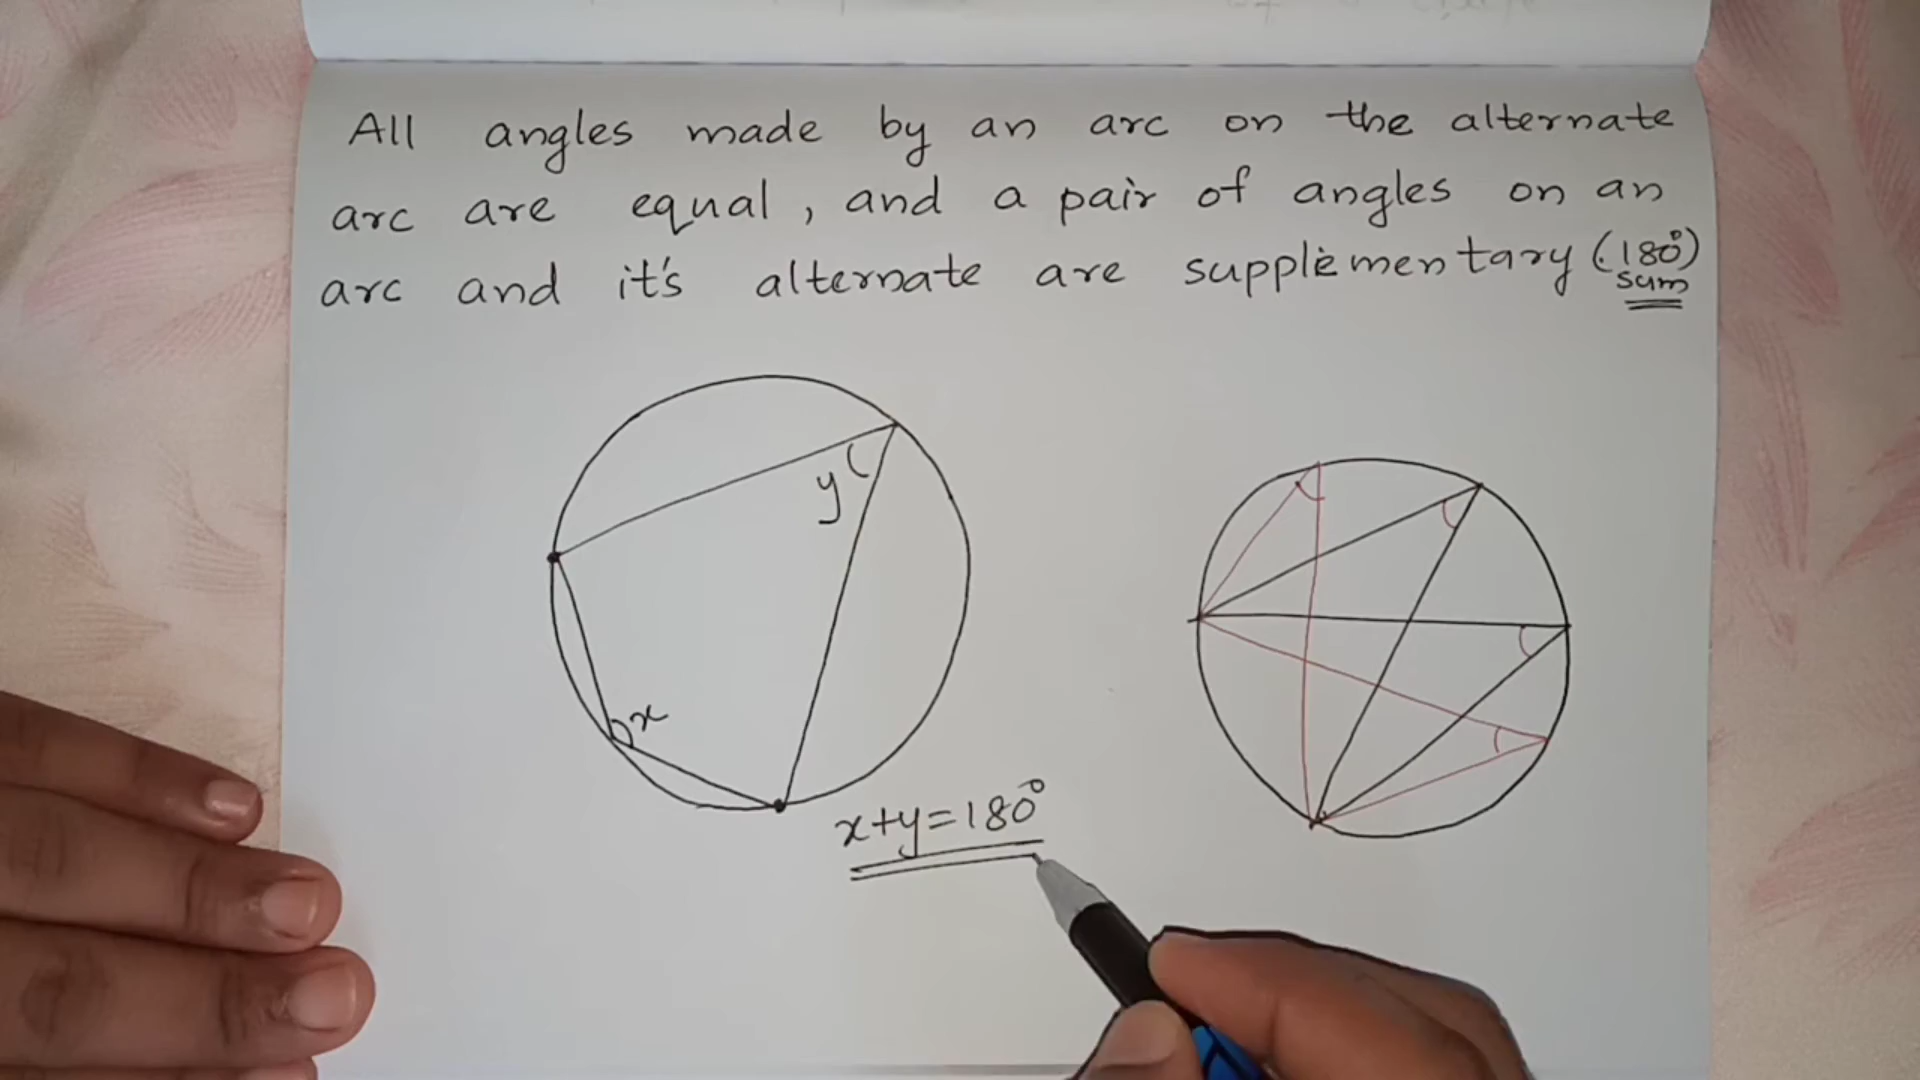 All angles made by an arc on the alternate
arc are equal, and a pair of angles on an
arc and it's alternate are supplementary (180°)
sum
y
x
x+y=180°